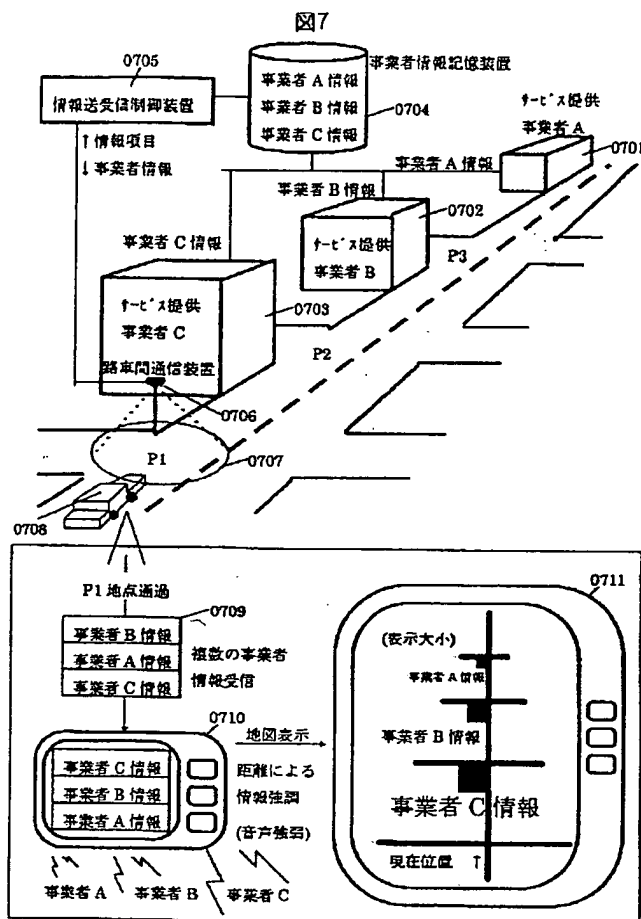 図7
0705
情報送受信制御装置
↑情報項目
↓事業者情報
事業者情報記憶装置
事業者A情報
事業者B情報
事業者C情報
0704
サービス提供
事業者A
0701
事業者A情報
事業者B情報
0702
サービス提供
事業者B
P3
事業者C情報
サービス提供
事業者C
0703
路車間通信装置
0706
P2
P1
0707
0708
P1地点通過
0709
事業者B情報
事業者A情報
事業者C情報
複数の事業者
情報受信
0710
事業者C情報
事業者B情報
事業者A情報
距離による
情報強調
(音声強弱)
事業者A
事業者B
事業者C
地図表示
0711
(表示大小)
事業者A情報
事業者B情報
事業者C情報
現在位置 ↑